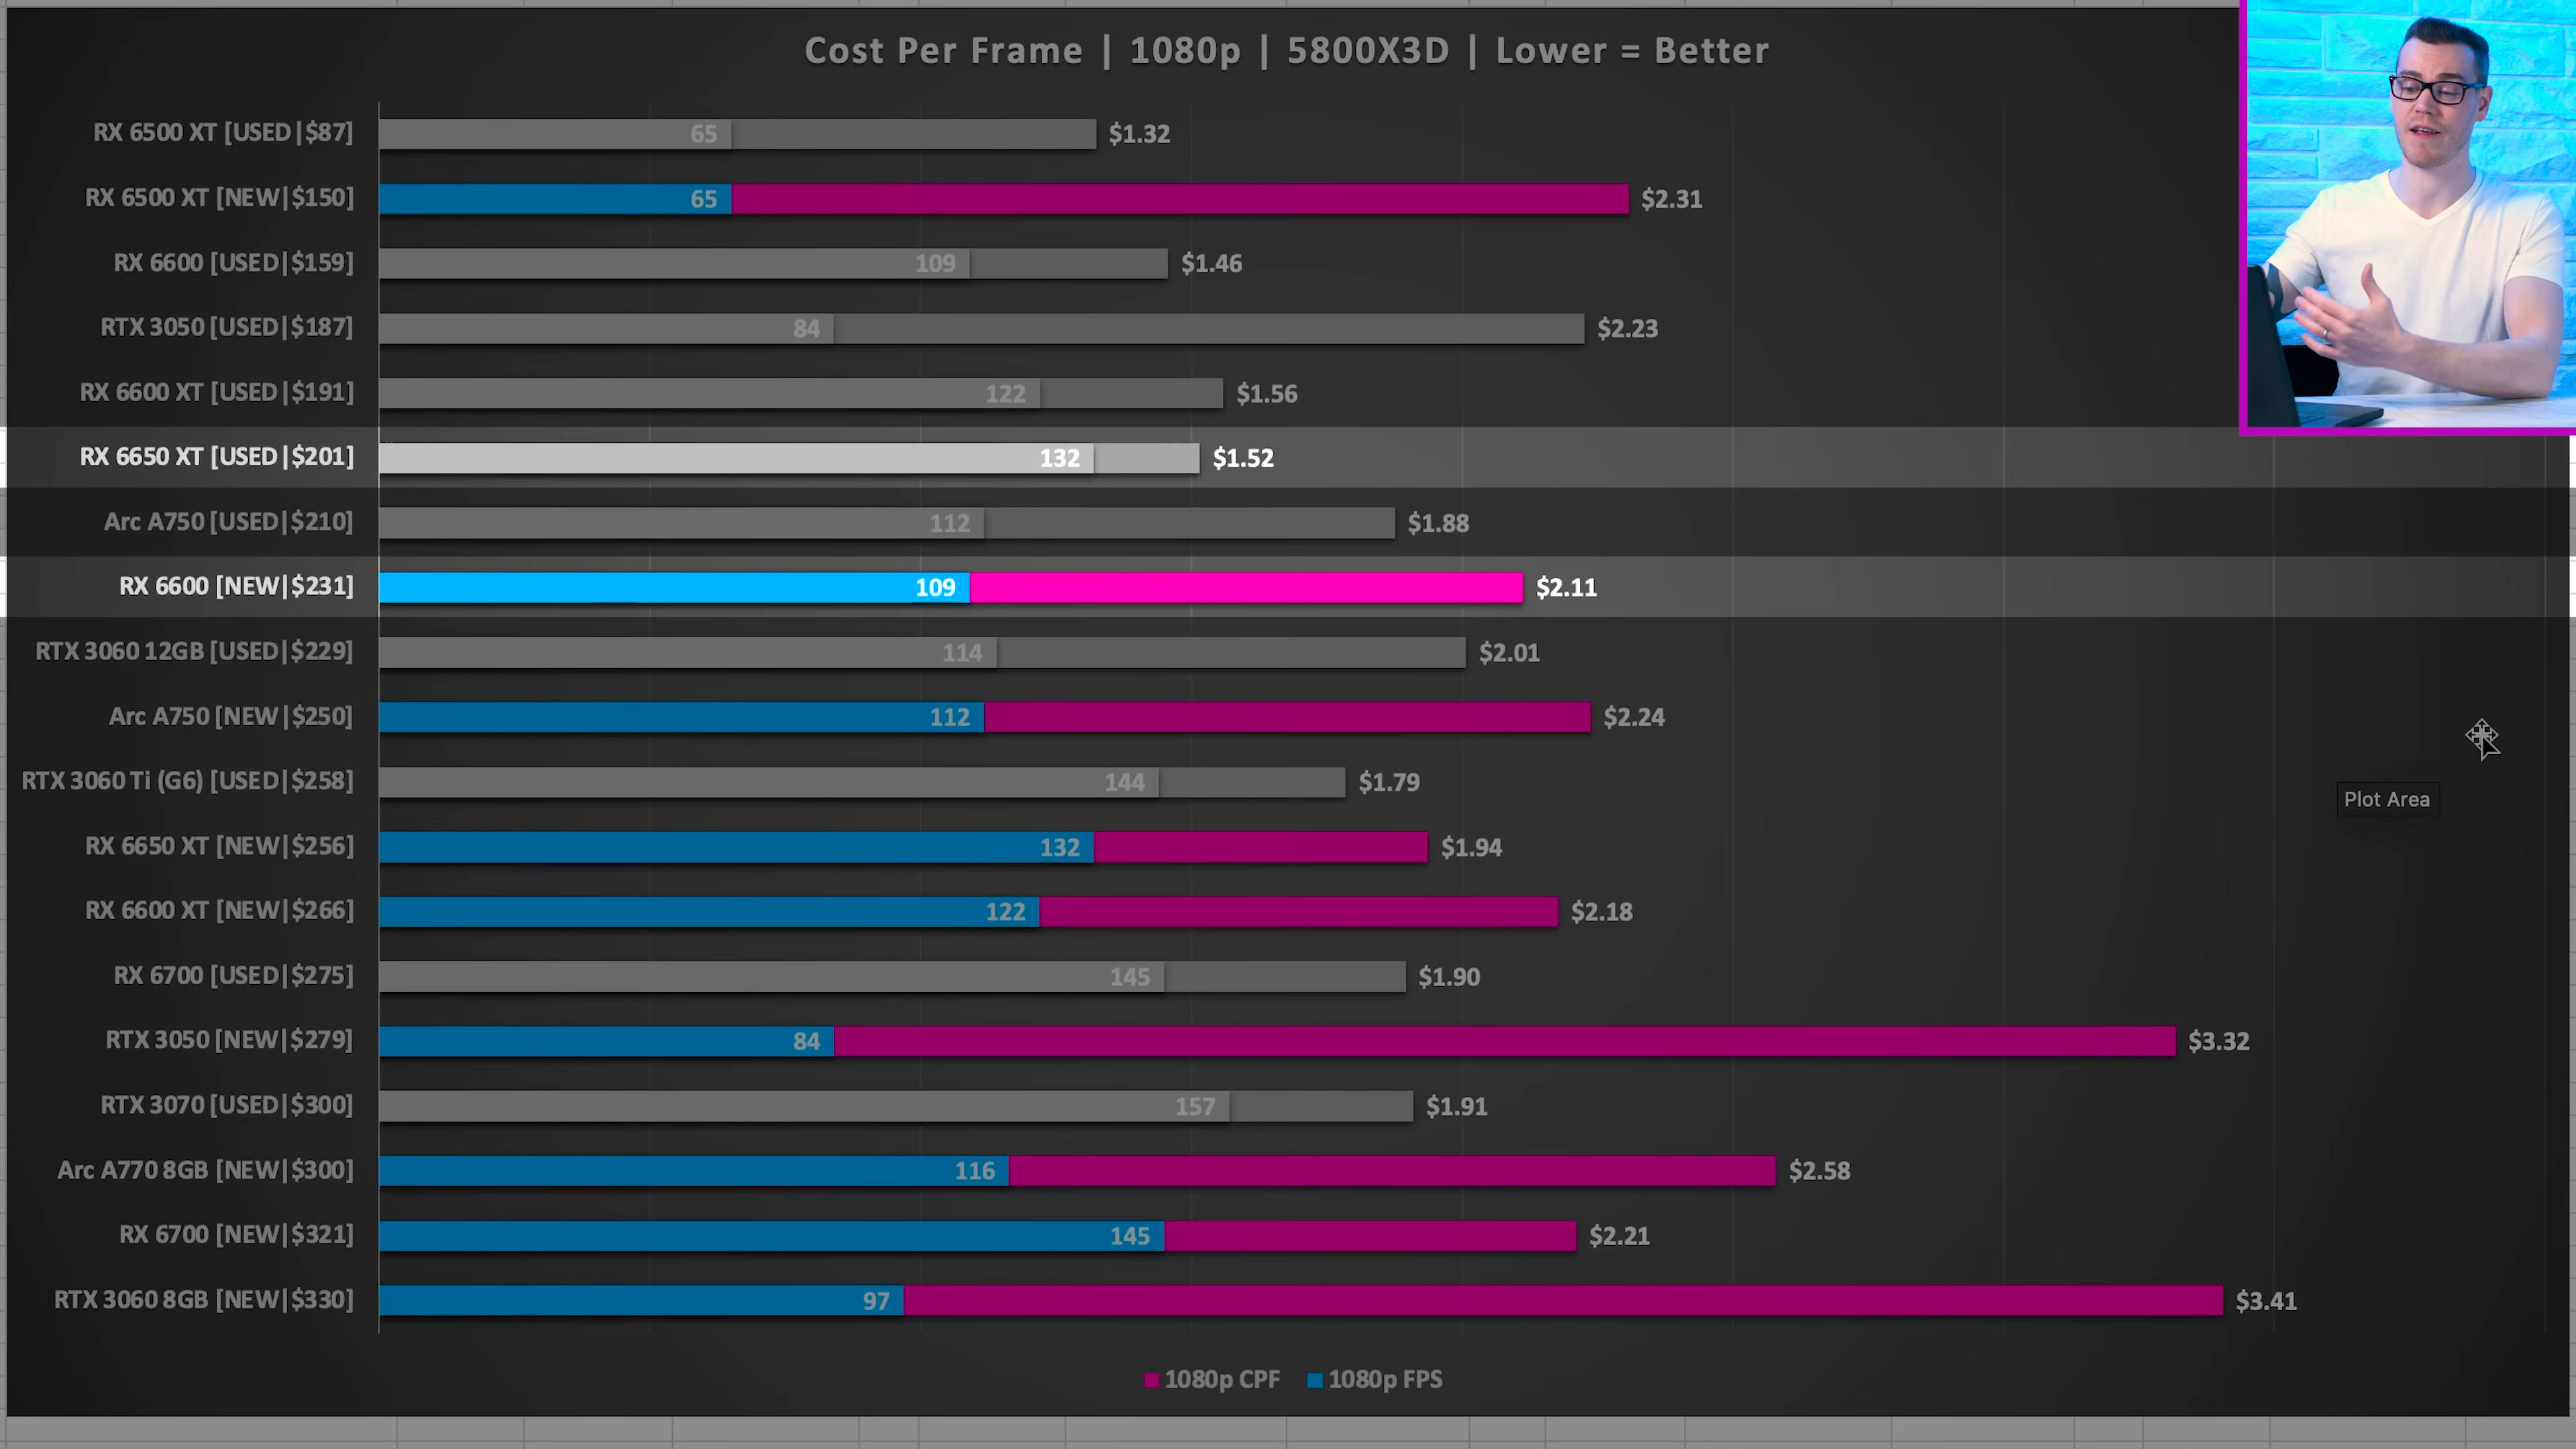 Cost Per Frame | 1080p | 5800X3D | Lower = Better
RX 6500 XT [USED|$87] 65 $1.32
RX 6500 XT [NEW|$150] 65 $2.31
RX 6600 [USED|$159] 109 $1.46
RTX 3050 [USED|$187] 84 $2.23
RX 6600 XT [USED|$191] 122 $1.56
RX 6650 XT [USED|$201] 132 $1.52
Arc A750 [USED|$210] 112 $1.88
RX 6600 [NEW|$231] 109 $2.11
RTX 3060 12GB [USED|$229] 114 $2.01
Arc A750 [NEW|$250] 112 $2.24
RTX 3060 Ti (G6) [USED|$258] 144 $1.79
Plot Area
RX 6650 XT [NEW|$256] 132 $1.94
RX 6600 XT [NEW|$266] 122 $2.18
RX 6700 [USED|$275] 145 $1.90
RTX 3050 [NEW|$279] 84 $3.32
RTX 3070 [USED|$300] 157 $1.91
Arc A770 8GB [NEW|$300] 116 $2.58
RX 6700 [NEW|$321] 145 $2.21
RTX 3060 8GB [NEW|$330] 97 $3.41
1080p CPF 1080p FPS